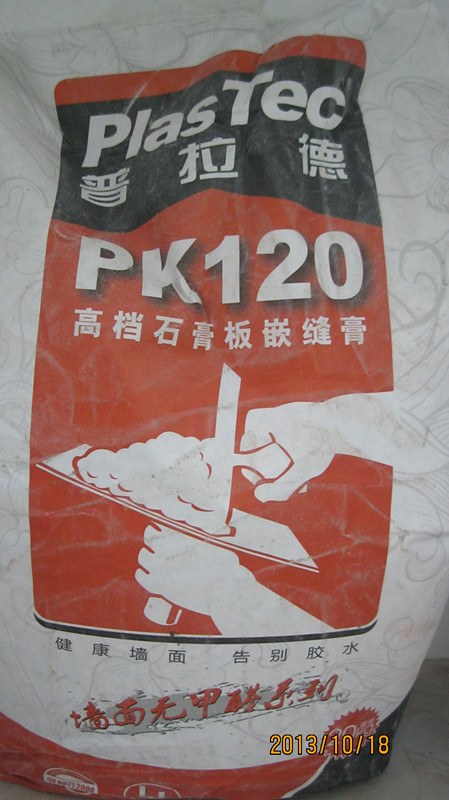 PlasTec
普拉德
PK120
高档石膏板嵌缝膏
健康墙面 告别胶水
墙面无甲醛系列
2013/10/18